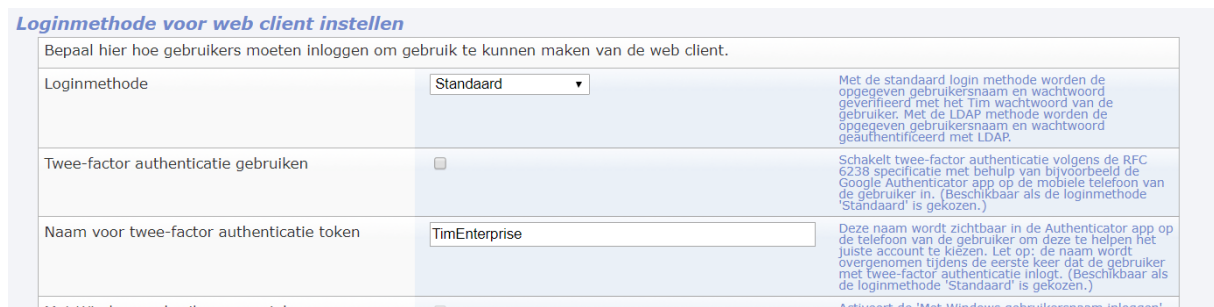 Loginmethode voor web client instellen
Bepaal hier hoe gebruikers moeten inloggen om gebruik te kunnen maken van de web client.
Loginmethode
Standaard
Met de standaard login methode worden de
opgegeven gebruikersnaam en wachtwoord
geverifieerd met het Tim wachtwoord van de
gebruiker. Met de LDAP methode worden de
opgegeven gebruikersnaam en wachtwoord
geauthentificeerd met LDAP.
Twee-factor authenticatie gebruiken
Schakelt twee-factor authenticatie volgens de RFC
6238 specificatie met behulp van bijvoorbeeld de
Google Authenticator app op de mobiele telefoon van
de gebruiker in. (Beschikbaar als de loginmethode
'Standaard' is gekozen.)
Naam voor twee-factor authenticatie token
TimEnterprise
Deze naam wordt zichtbaar in de Authenticator app op
de telefoon van de gebruiker om deze te helpen het
juiste account te kiezen. Let op: de naam wordt
overgenomen tijdens de eerste keer dat de gebruiker
met twee-factor authenticatie inlogt. (Beschikbaar als
de loginmethode 'Standaard' is gekozen.)